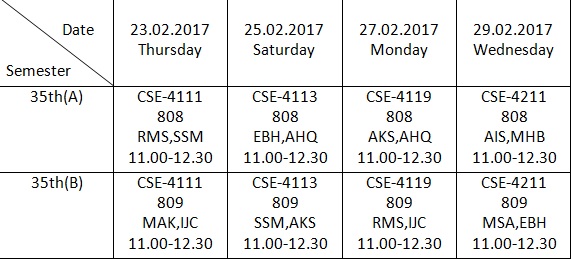 Date
Semester
23.02.2017
Thursday
25.02.2017
Saturday
27.02.2017
Monday
29.02.2017
Wednesday
35th(A)
CSE-4111
808
RMS,SSM
11.00-12.30
CSE-4113
808
EBH,AHQ
11.00-12.30
CSE-4119
808
AKS,AHQ
11.00-12.30
CSE-4211
808
AIS,MHB
11.00-12.30
35th(B)
CSE-4111
809
MAK,IJC
11.00-12.30
CSE-4113
809
SSM,AKS
11.00-12.30
CSE-4119
809
RMS,IJC
11.00-12.30
CSE-4211
809
MSA,EBH
11.00-12.30